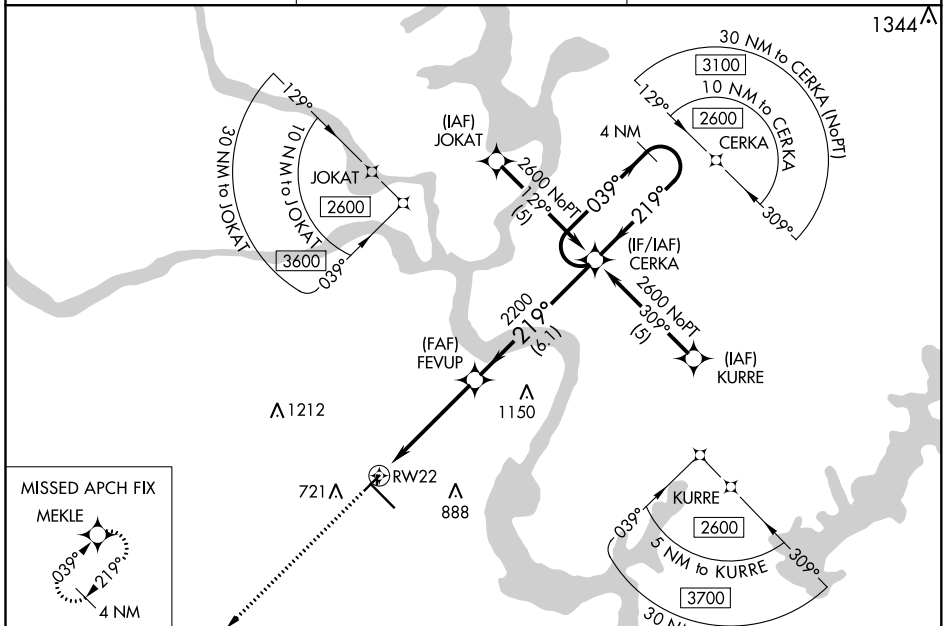 1344
30 NM to CERKA (NoPT)
3100
10 NM to CERKA
2600
129°
CERKA
309°
129°
30 NM to JOKAT
10 NM to JOKAT
JOKAT
2600
3600
039°
(IAF)
JOKAT
2600 NoPT
129°
(5)
4 NM
039°
219°
(IF/IAF)
CERKA
2600 NoPT
309°
(5)
(IAF)
KURRE
2200
219°
(6.1)
(FAF)
FEVUP
1212
1150
RW22
721
888
MISSED APCH FIX
MEKLE
039°
219°
4 NM
039°
KURRE
2600
309°
5 NM to KURRE
3700
30 N